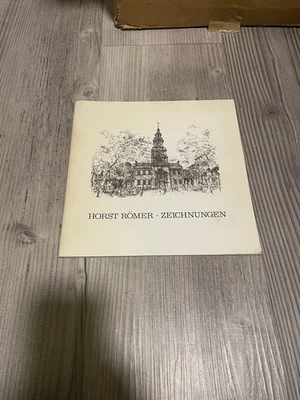 HORST RÖMER · ZEICHNUNGEN